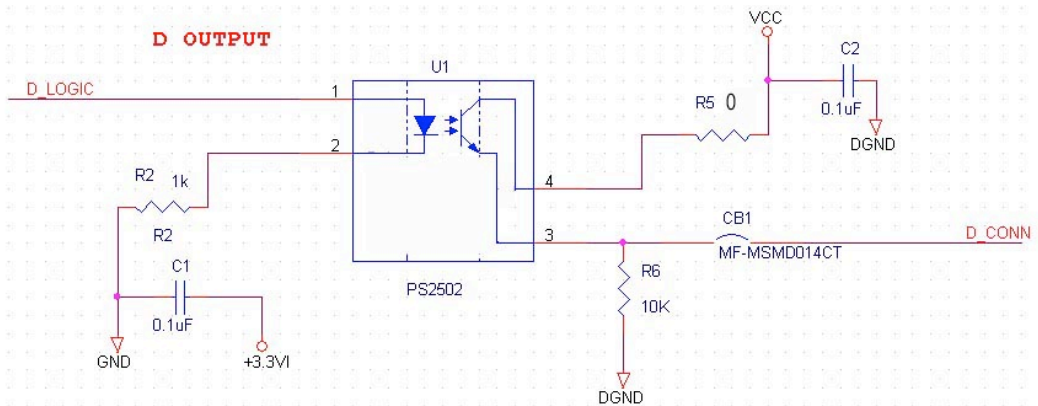 D OUTPUT
VCC
U1
C2
D_LOGIC
1
R5 0
0.1uF
DGND
2
R2 1k
4
R2
CB1
D_CONN
3
MF-MSMD014CT
C1
R6
PS2502
10K
0.1uF
GND
+3.3VI
DGND